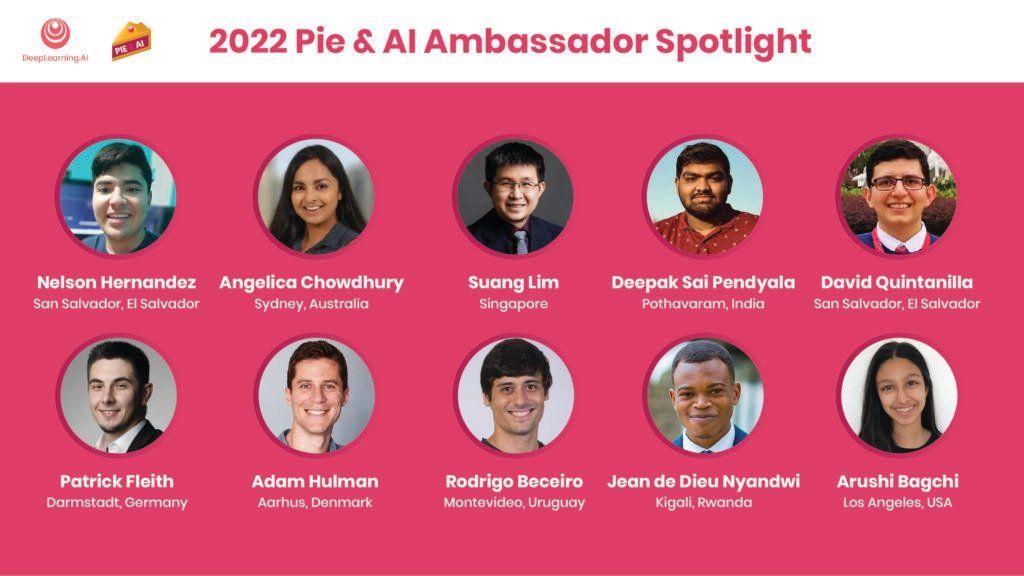 DeepLearning.AI
PIE & AI
2022 Pie & AI Ambassador Spotlight
Nelson Hernandez
San Salvador, El Salvador
Angelica Chowdhury
Sydney, Australia
Suang Lim
Singapore
Deepak Sai Pendyala
Pothavaram, India
David Quintanilla
San Salvador, El Salvador
Patrick Fleith
Darmstadt, Germany
Adam Hulman
Aarhus, Denmark
Rodrigo Beceiro
Montevideo, Uruguay
Jean de Dieu Nyandwi
Kigali, Rwanda
Arushi Bagchi
Los Angeles, USA